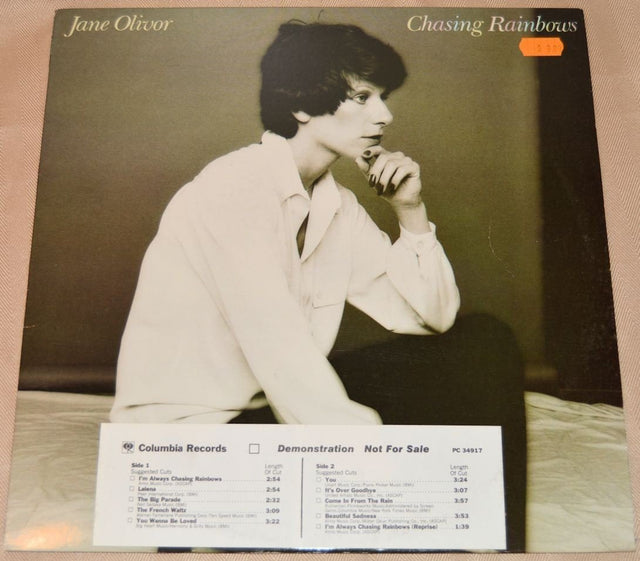 Jane Olivor
Chasing Rainbows
Columbia Records
Demonstration Not For Sale
PC 34917
Side 1
Suggested Cuts
Length
Of Cut
I'm Always Chasing Rainbows 2:54
Lalena 2:54
The Big Parade 2:32
The French Waltz 3:09
You Wanna Be Loved 3:22
Side 2
Suggested Cuts
Length
Of Cut
You 3:24
It's Over Goodbye 3:07
Come In From The Rain 3:57
Beautiful Sadness 3:53
I'm Always Chasing Rainbows (Reprise) 1:39